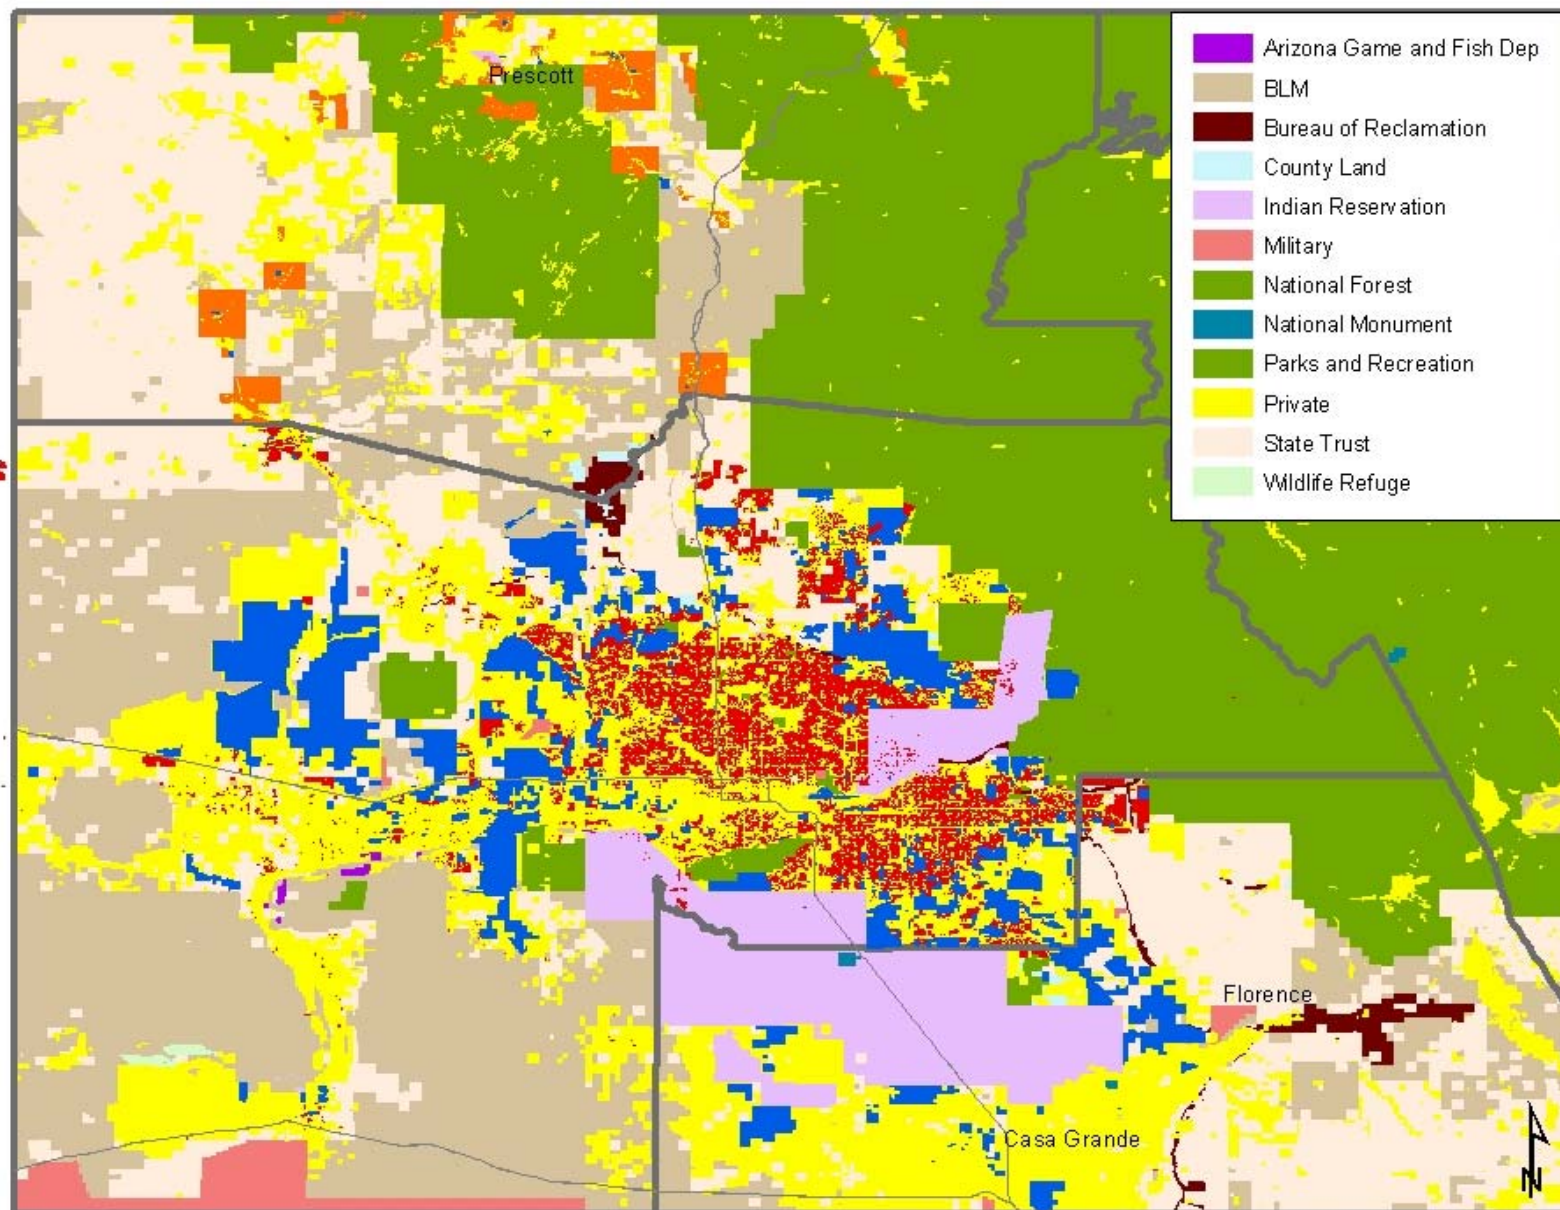 Prescott
Arizona Game and Fish Dep
BLM
Bureau of Reclamation
County Land
Indian Reservation
Military
National Forest
National Monument
Parks and Recreation
Private
State Trust
Wildlife Refuge
Florence
Casa Grande
N